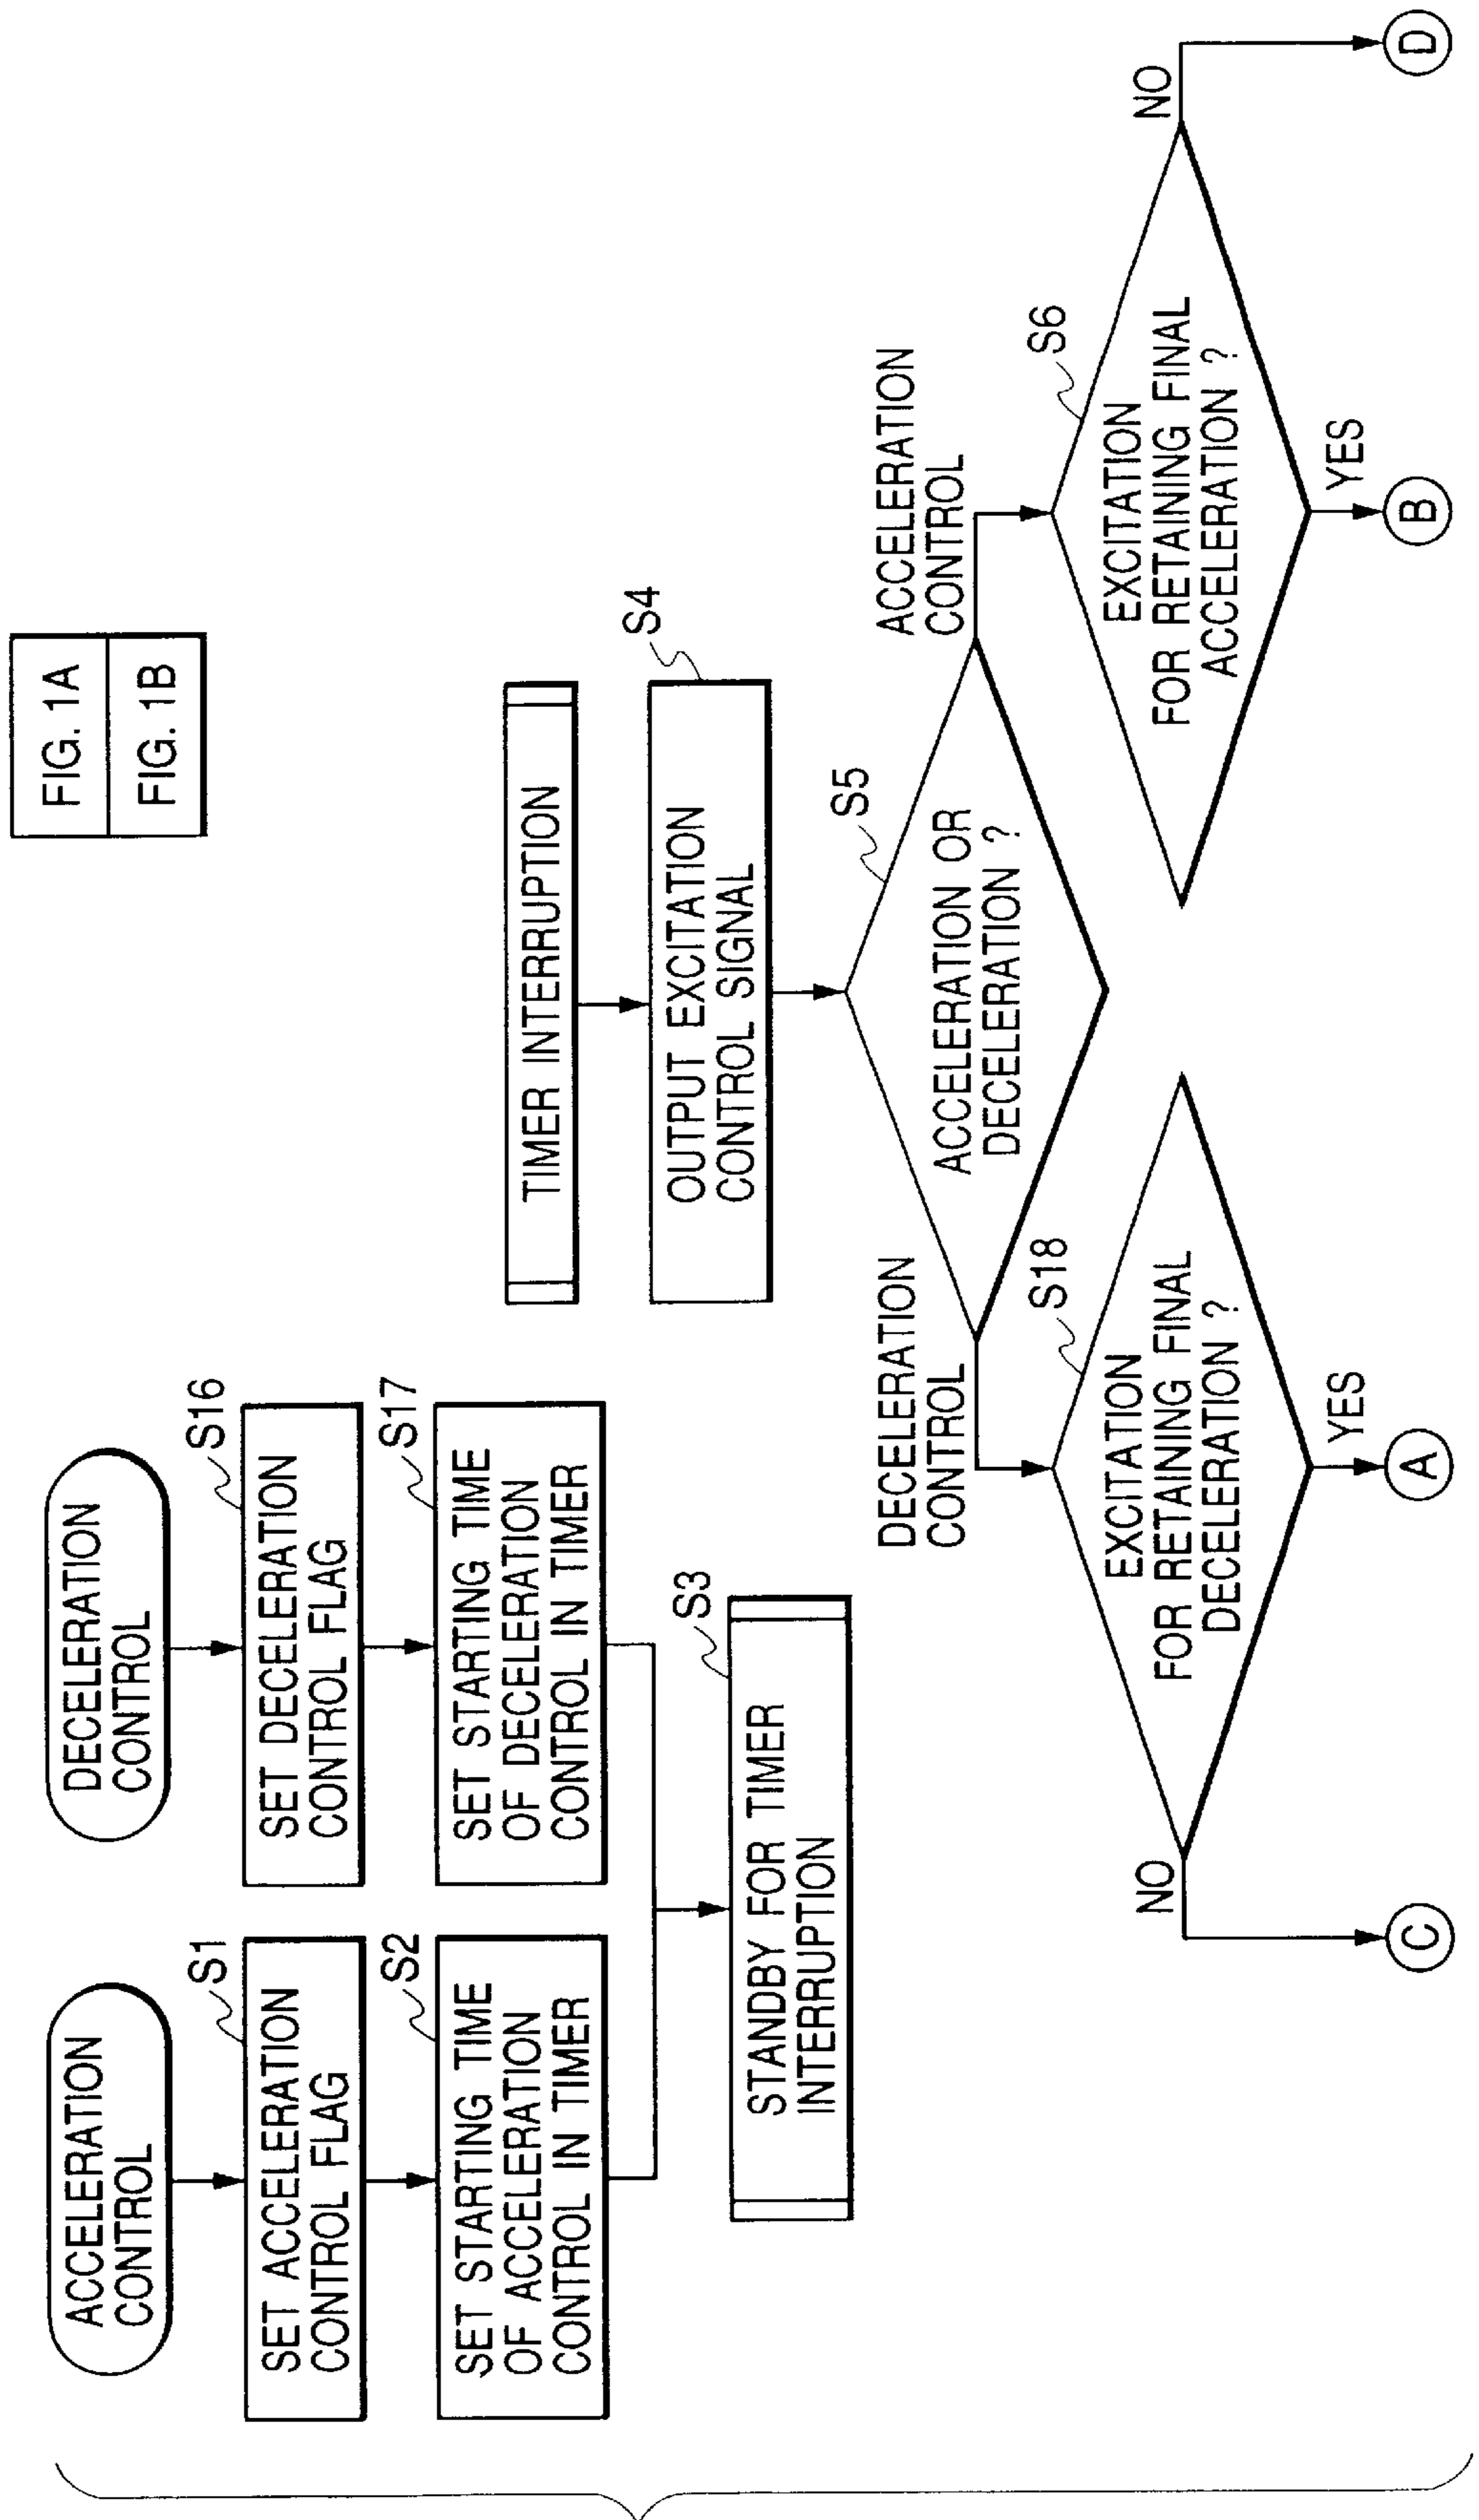 FIG. 1A
FIG. 1B
ACCELERATION
CONTROL
S1
SET ACCELERATION
CONTROL FLAG
S2
SET STARTING TIME
OF ACCELERATION
CONTROL IN TIMER
DECELERATION
CONTROL
S16
SET DECELERATION
CONTROL FLAG
S17
SET STARTING TIME
OF DECELERATION
CONTROL IN TIMER
S3
STANDBY FOR TIMER
INTERRUPTION
TIMER INTERRUPTION
S4
OUTPUT EXCITATION
CONTROL SIGNAL
S5
ACCELERATION OR
DECELERATION ?
DECELERATION
CONTROL
ACCELERATION
CONTROL
S18
EXCITATION
FOR RETAINING FINAL
DECELERATION ?
NO
YES
C
A
S6
EXCITATION
FOR RETAINING FINAL
ACCELERATION ?
YES
NO
B
D